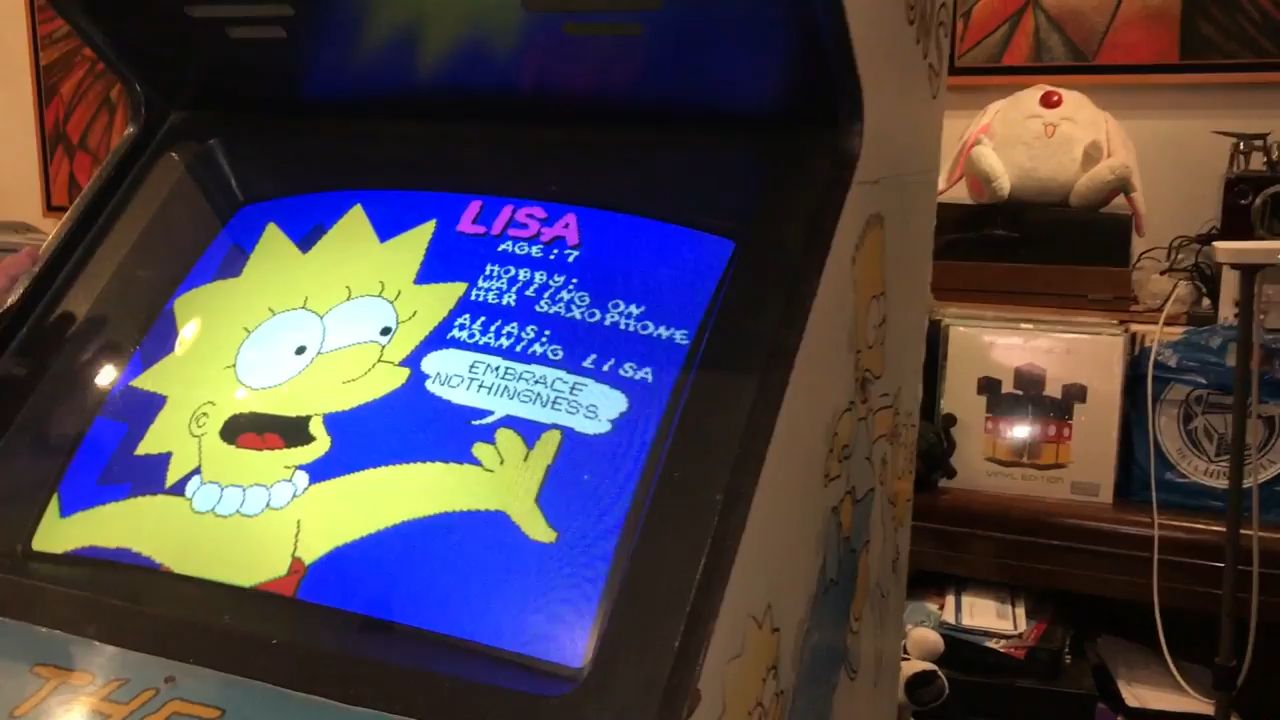 LISA
AGE:7
HOBBY:
WAILING ON
HER SAXOPHONE
ALIAS:
MOANING LISA
EMBRACE
NOTHINGNESS.
THE
VINYL EDITION